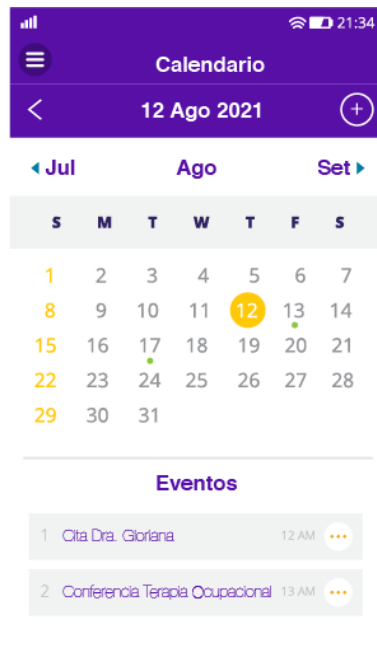 21:34
Calendario
12 Ago 2021
Jul Ago Set
S M T W T F S
1 2 3 4 5 6 7
8 9 10 11 12 13 14
15 16 17 18 19 20 21
22 23 24 25 26 27 28
29 30 31
Eventos
1 Cita Dra. Gloriana 12 AM
2 Conferencia Terapia Ocupacional 13 AM